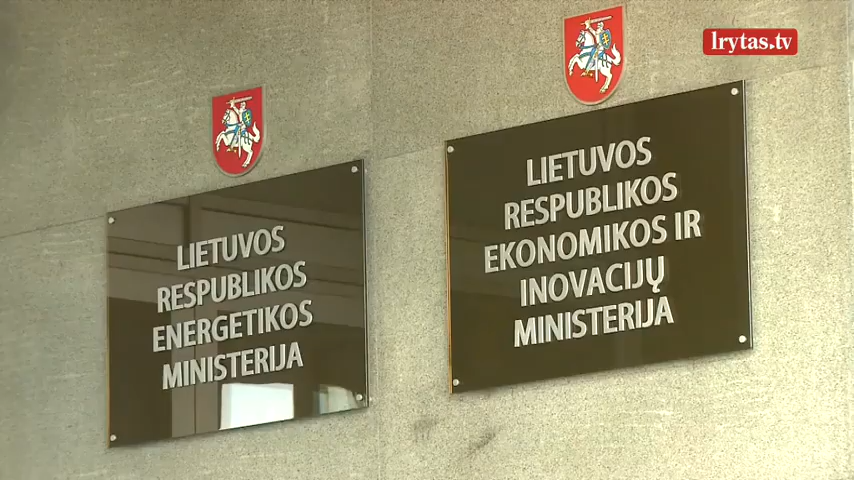 lrytas.tv
LIETUVOS
RESPUBLIKOS
ENERGETIKOS
MINISTERIJA
LIETUVOS
RESPUBLIKOS
EKONOMIKOS IR
INOVACIJŲ
MINISTERIJA